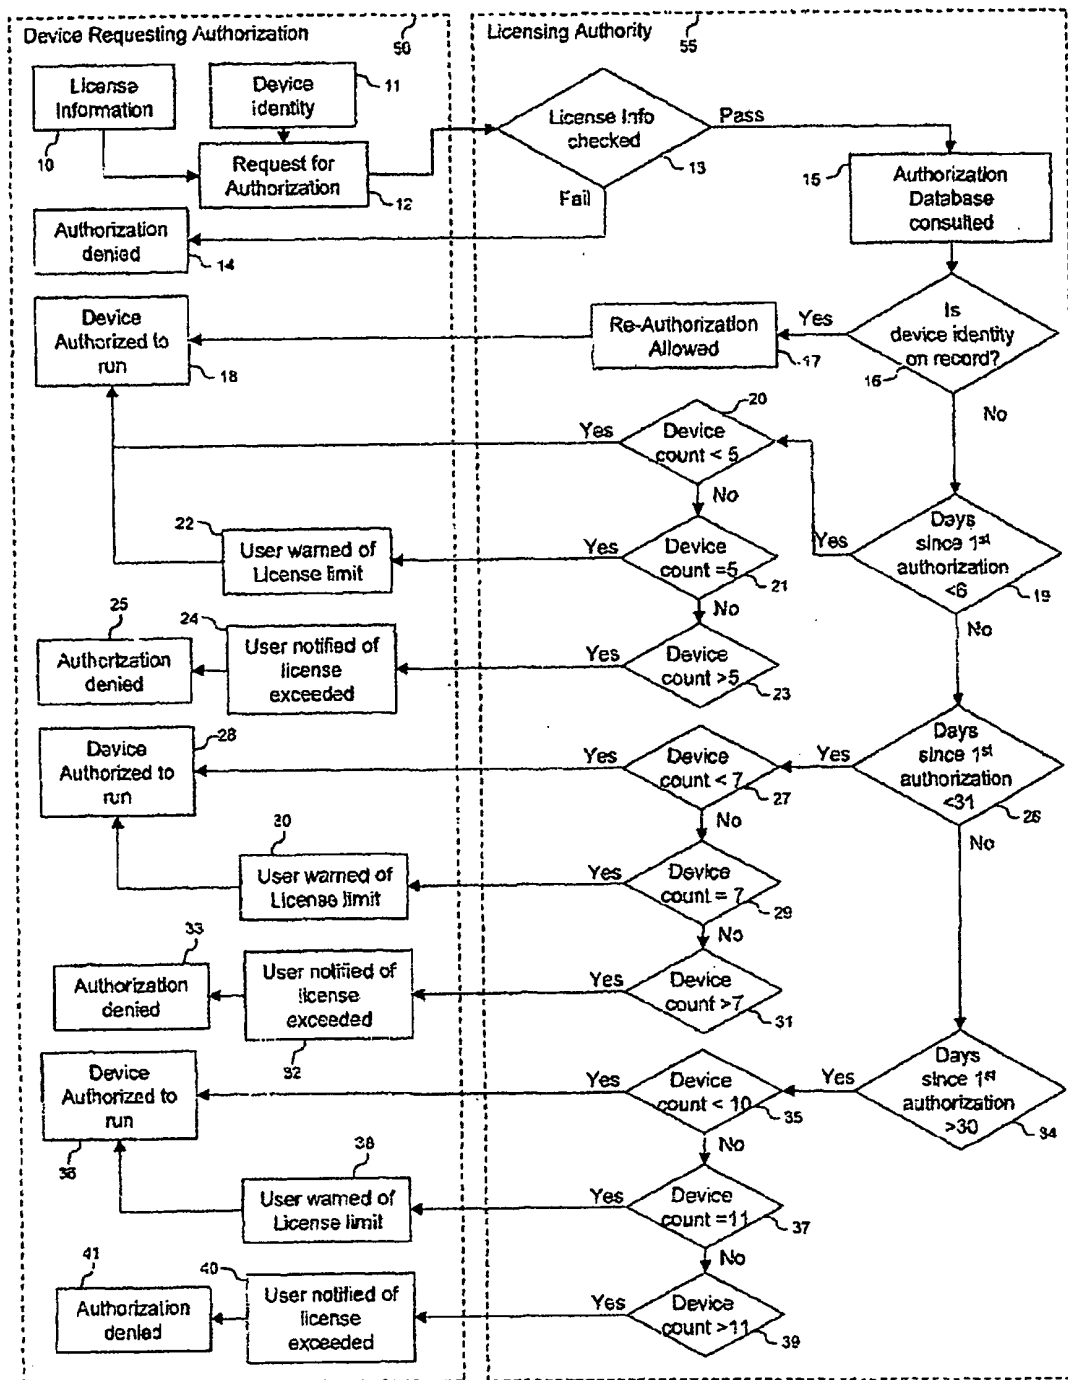 Device Requesting Authorization
50
Licensing Authority
55
License
Information
10
Device
identity
11
Request for
Authorization
12
License Info
checked
13
Pass
Fail
15
Authorization
Database
consulted
Authorization
denied
14
Device
Authorized to
run
18
Re-Authorization
Allowed
17
Yes
Is
device identity
on record?
16
No
20
Yes
Device
count < 5
No
22
User warned of
License limit
Yes
Device
count =5
21
No
Yes
Days
since 1st
authorization
<6
19
No
25
Authorization
denied
24
User notified of
license
exceeded
Yes
Device
count >5
23
28
Device
Authorized to
run
Yes
Device
count < 7
27
No
Yes
Days
since 1st
authorization
<31
26
No
30
User warned of
License limit
Yes
Device
count = 7
29
No
33
Authorization
denied
User notified of
license
exceeded
32
Yes
Device
count >7
31
Device
Authorized to
run
36
Yes
Device
count < 10
35
No
Yes
Days
since 1st
authorization
>30
34
38
User warned of
License limit
Yes
Device
count =11
37
No
41
Authorization
denied
40
User notified of
license
exceeded
Yes
Device
count >11
39